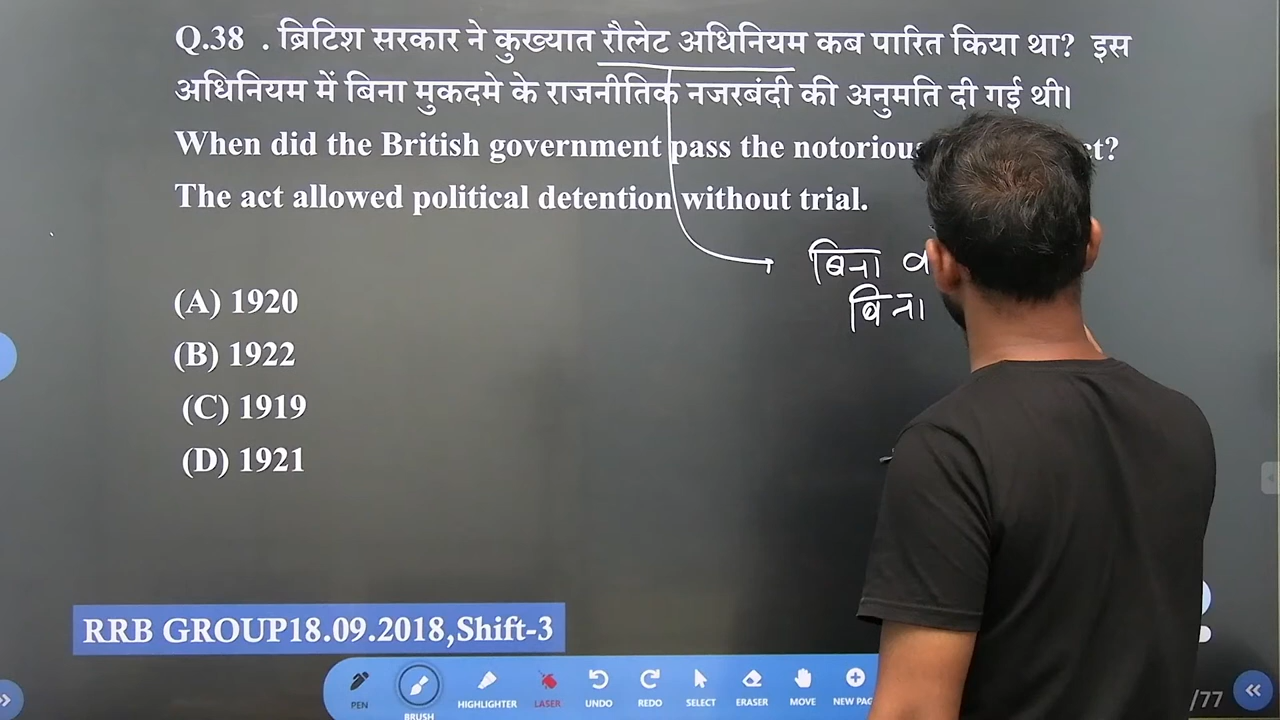 Q.38 . ब्रिटिश सरकार ने कुख्यात रौलेट अधिनियम कब पारित किया था? इस
अधिनियम में बिना मुकदमे के राजनीतिक नजरबंदी की अनुमति दी गई थी।
When did the British government pass the notorious
The act allowed political detention without trial.
बिना
बिना
(A) 1920
(B) 1922
(C) 1919
(D) 1921
RRB GROUP18.09.2018,Shift-3
PEN BRUSH HIGHLIGHTER LASER UNDO REDO SELECT ERASER MOVE NEW
/77